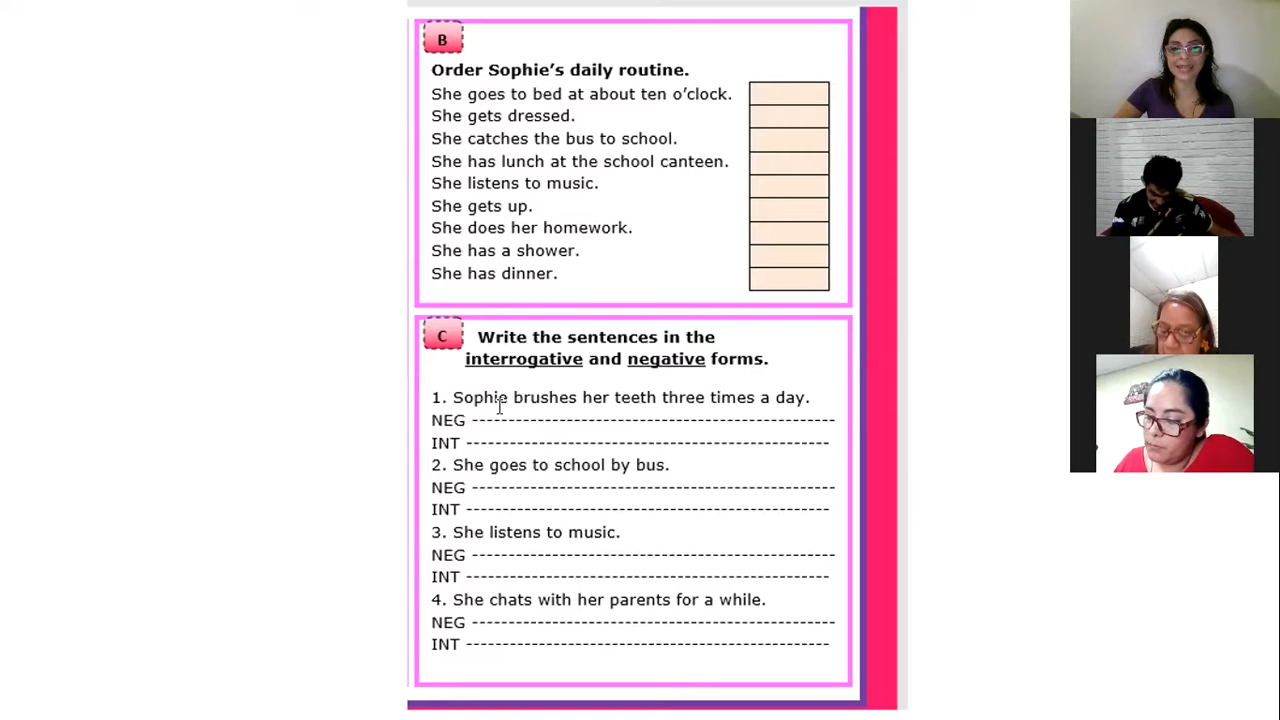 B
Order Sophie's daily routine.
She goes to bed at about ten o'clock.
She gets dressed.
She catches the bus to school.
She has lunch at the school canteen.
She listens to music.
She gets up.
She does her homework.
She has a shower.
She has dinner.
C
Write the sentences in the
interrogative and negative forms.
1. Sophie brushes her teeth three times a day.
NEG ----------------------------------------------
INT ----------------------------------------------
2. She goes to school by bus.
NEG ----------------------------------------------
INT ----------------------------------------------
3. She listens to music.
NEG ----------------------------------------------
INT ----------------------------------------------
4. She chats with her parents for a while.
NEG ----------------------------------------------
INT ----------------------------------------------